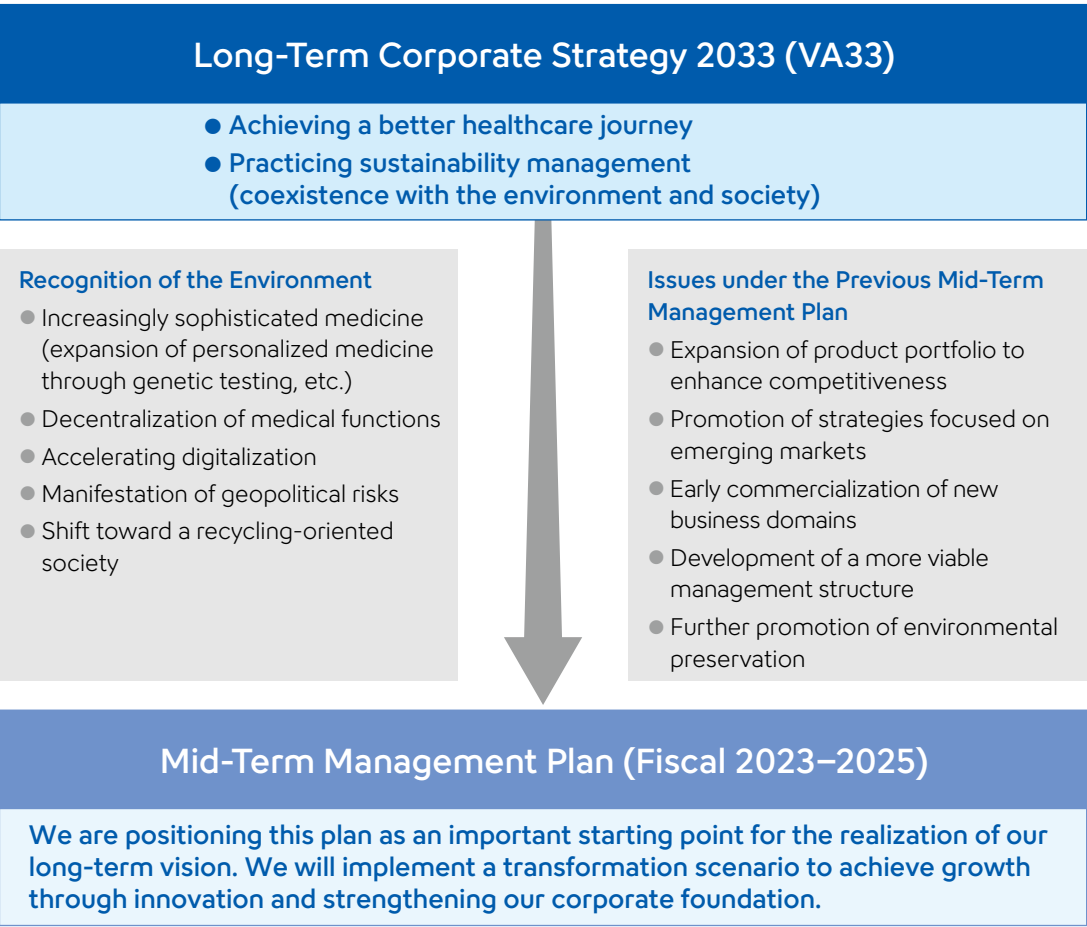 Long-Term Corporate Strategy 2033 (VA33)
● Achieving a better healthcare journey
● Practicing sustainability management
(coexistence with the environment and society)
Recognition of the Environment
● Increasingly sophisticated medicine
(expansion of personalized medicine
through genetic testing, etc.)
● Decentralization of medical functions
● Accelerating digitalization
● Manifestation of geopolitical risks
● Shift toward a recycling-oriented
society
Issues under the Previous Mid-Term
Management Plan
● Expansion of product portfolio to
enhance competitiveness
● Promotion of strategies focused on
emerging markets
● Early commercialization of new
business domains
● Development of a more viable
management structure
● Further promotion of environmental
preservation
Mid-Term Management Plan (Fiscal 2023–2025)
We are positioning this plan as an important starting point for the realization of our
long-term vision. We will implement a transformation scenario to achieve growth
through innovation and strengthening our corporate foundation.